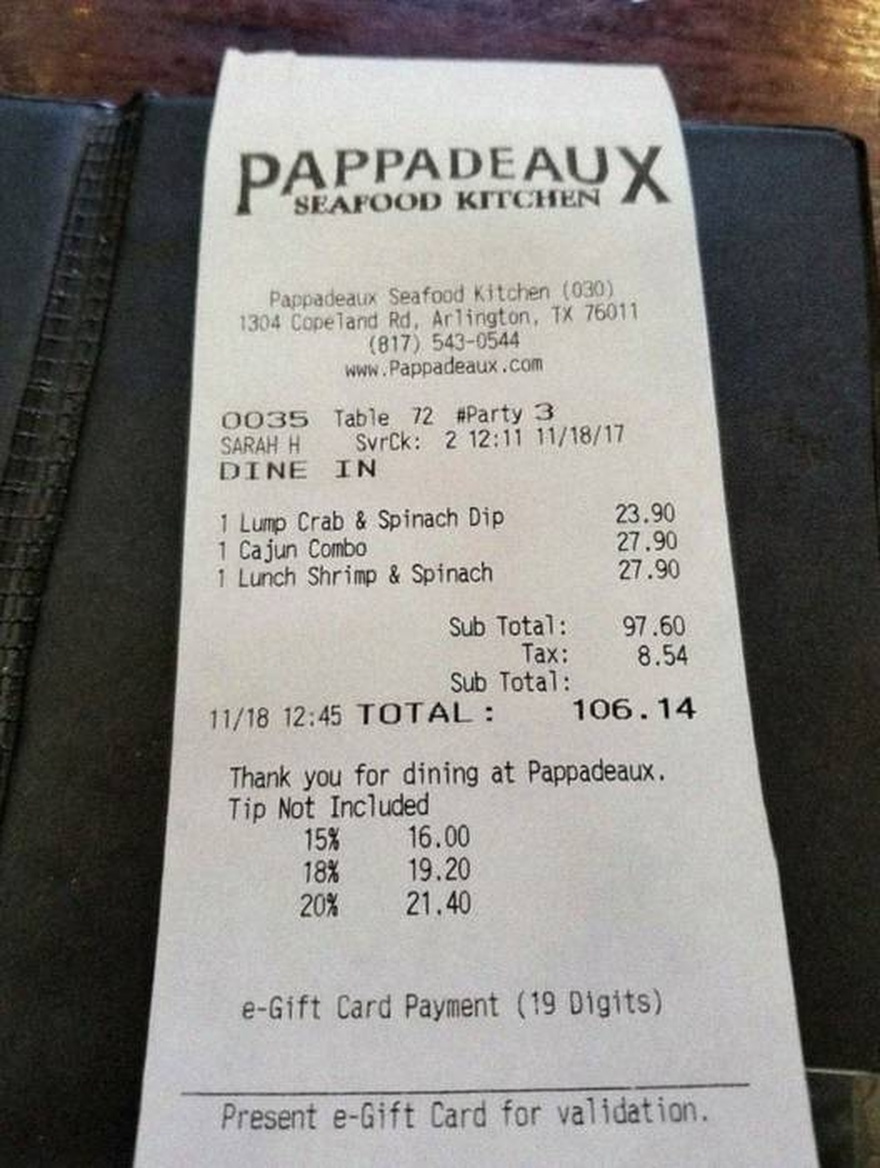 PAPPADEAUX
SEAFOOD KITCHEN
Pappadeaux Seafood Kitchen (030)
1304 Copeland Rd, Arlington, TX 76011
(817) 543-0544
www.Pappadeaux.com
0035 Table 72 #Party 3
SARAH H SvrCk: 2 12:11 11/18/17
DINE IN
1 Lump Crab & Spinach Dip 23.90
1 Cajun Combo 27.90
1 Lunch Shrimp & Spinach 27.90
Sub Total: 97.60
Tax: 8.54
Sub Total:
11/18 12:45 TOTAL: 106.14
Thank you for dining at Pappadeaux.
Tip Not Included
15% 16.00
18% 19.20
20% 21.40
e-Gift Card Payment (19 Digits)
Present e-Gift Card for validation.